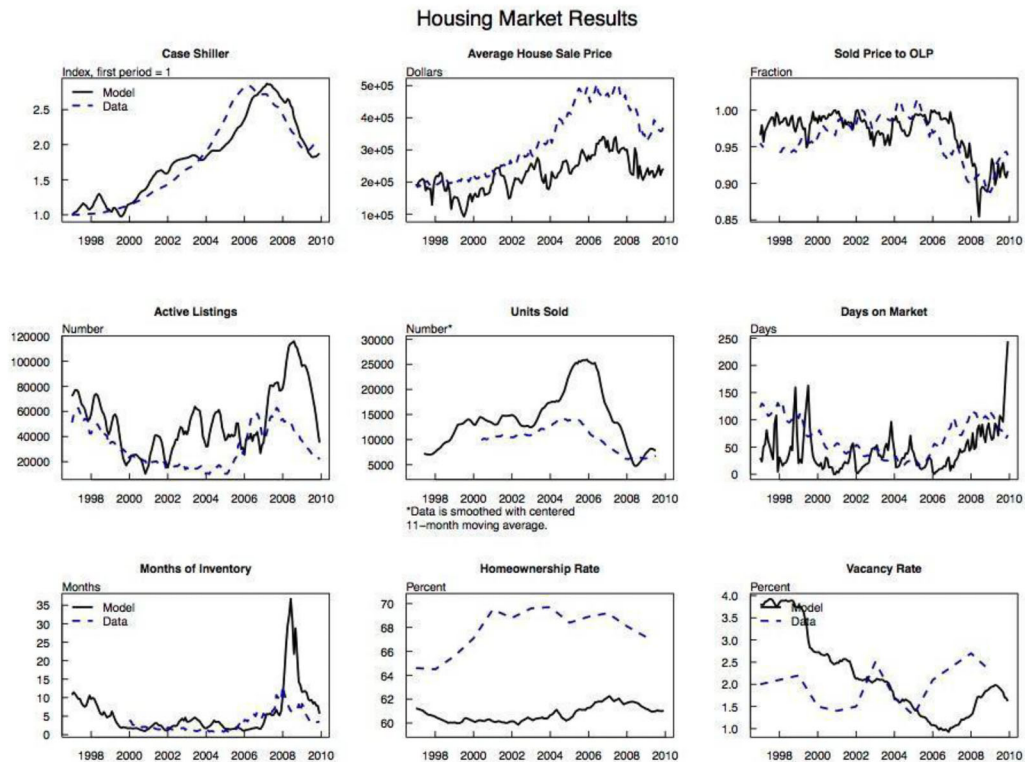 Housing Market Results
Case Shiller
Index, first period = 1
Model
Data
2.5
2.0
1.5
1.0
1998 2000 2002 2004 2006 2008 2010
Average House Sale Price
Dollars
5e+05
4e+05
3e+05
2e+05
1e+05
1998 2000 2002 2004 2006 2008 2010
Sold Price to OLP
Fraction
1.00
0.95
0.90
0.85
1998 2000 2002 2004 2006 2008 2010
Active Listings
Number
120000
100000
80000
60000
40000
20000
1998 2000 2002 2004 2006 2008 2010
Units Sold
Number*
30000
25000
20000
15000
10000
5000
1998 2000 2002 2004 2006 2008 2010
*Data is smoothed with centered
11−month moving average.
Days on Market
Days
250
200
150
100
50
0
1998 2000 2002 2004 2006 2008 2010
Months of Inventory
Months
Model
Data
35
30
25
20
15
10
5
0
1998 2000 2002 2004 2006 2008 2010
Homeownership Rate
Percent
70
68
66
64
62
60
1998 2000 2002 2004 2006 2008 2010
Vacancy Rate
Percent
Model
Data
4.0
3.5
3.0
2.5
2.0
1.5
1.0
1998 2000 2002 2004 2006 2008 2010